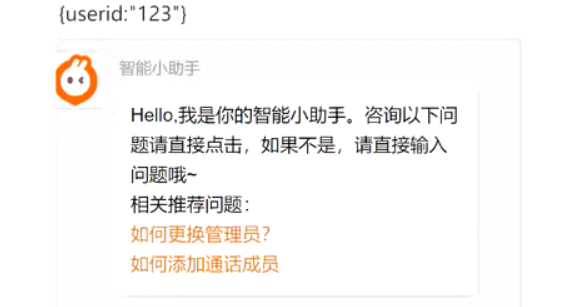 {userid:"123"}
智能小助手
Hello,我是你的智能小助手。咨询以下问
题请直接点击，如果不是，请直接输入
问题哦~
相关推荐问题：
如何更换管理员？
如何添加通话成员